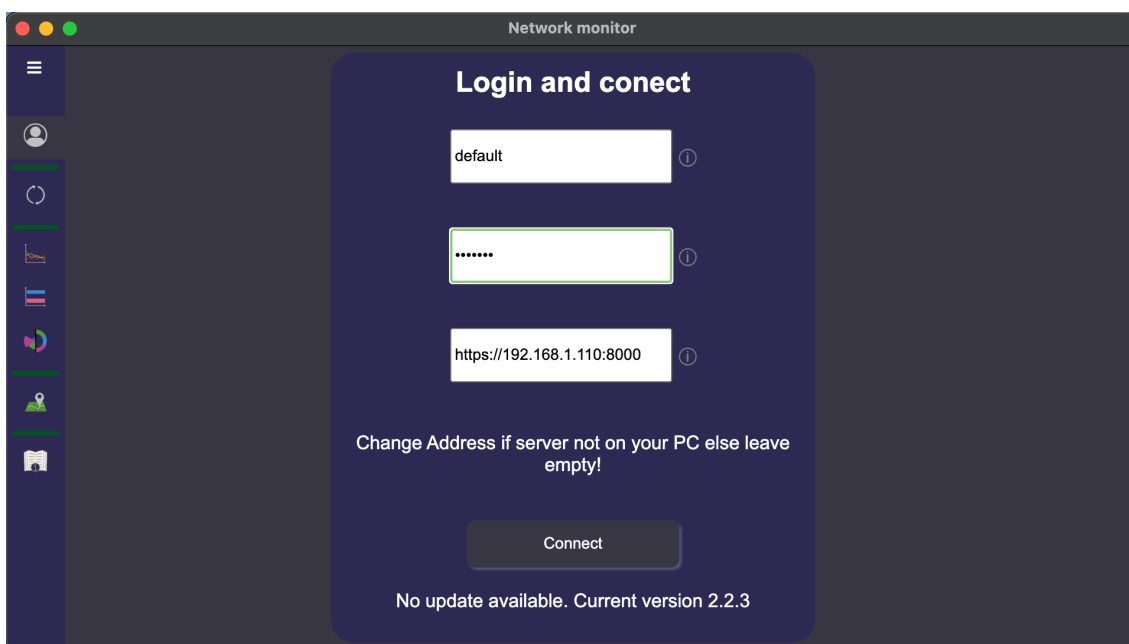 Network monitor
Login and conect
default
•••••••
https://192.168.1.110:8000
Change Address if server not on your PC else leave
empty!
Connect
No update available. Current version 2.2.3